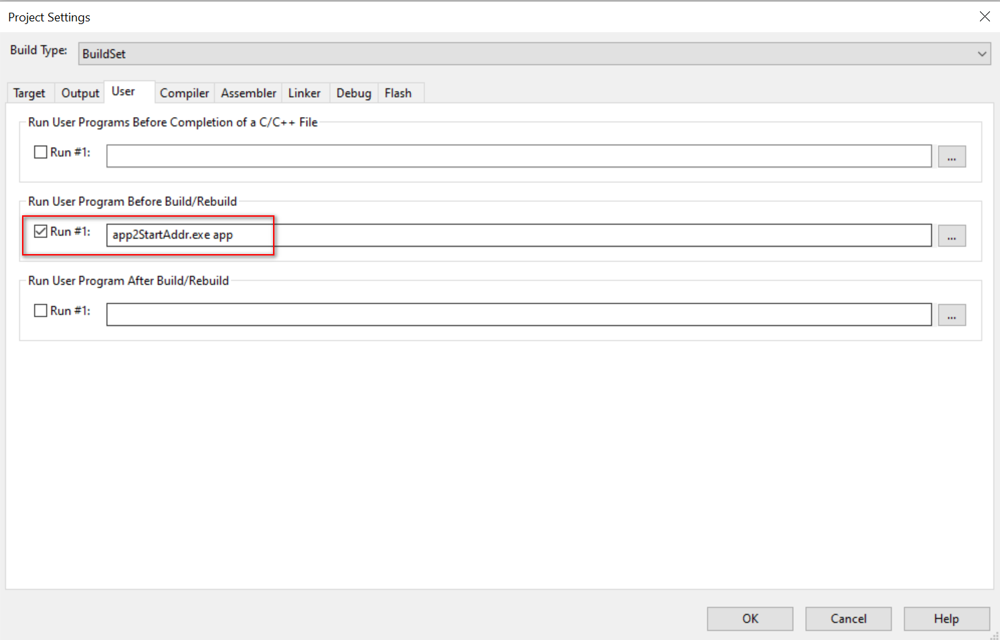 Project Settings
Build Type: BuildSet
Target Output User Compiler Assembler Linker Debug Flash
Run User Programs Before Completion of a C/C++ File
Run #1: ...
Run User Program Before Build/Rebuild
Run #1: app2StartAddr.exe app ...
Run User Program After Build/Rebuild
Run #1: ...
OK Cancel Help